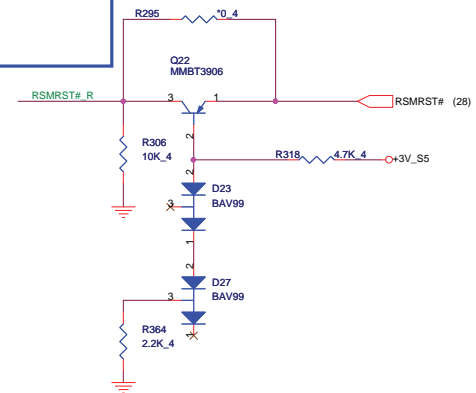 R295 *0_4
Q22
MMBT3906
RSMRST#_R 3 1 RSMRST# (28)
2
R306
10K_4
R318 4.7K_4 +3V_S5
2
D23
BAV99
3
1
2
D27
BAV99
3
R364
2.2K_4
1